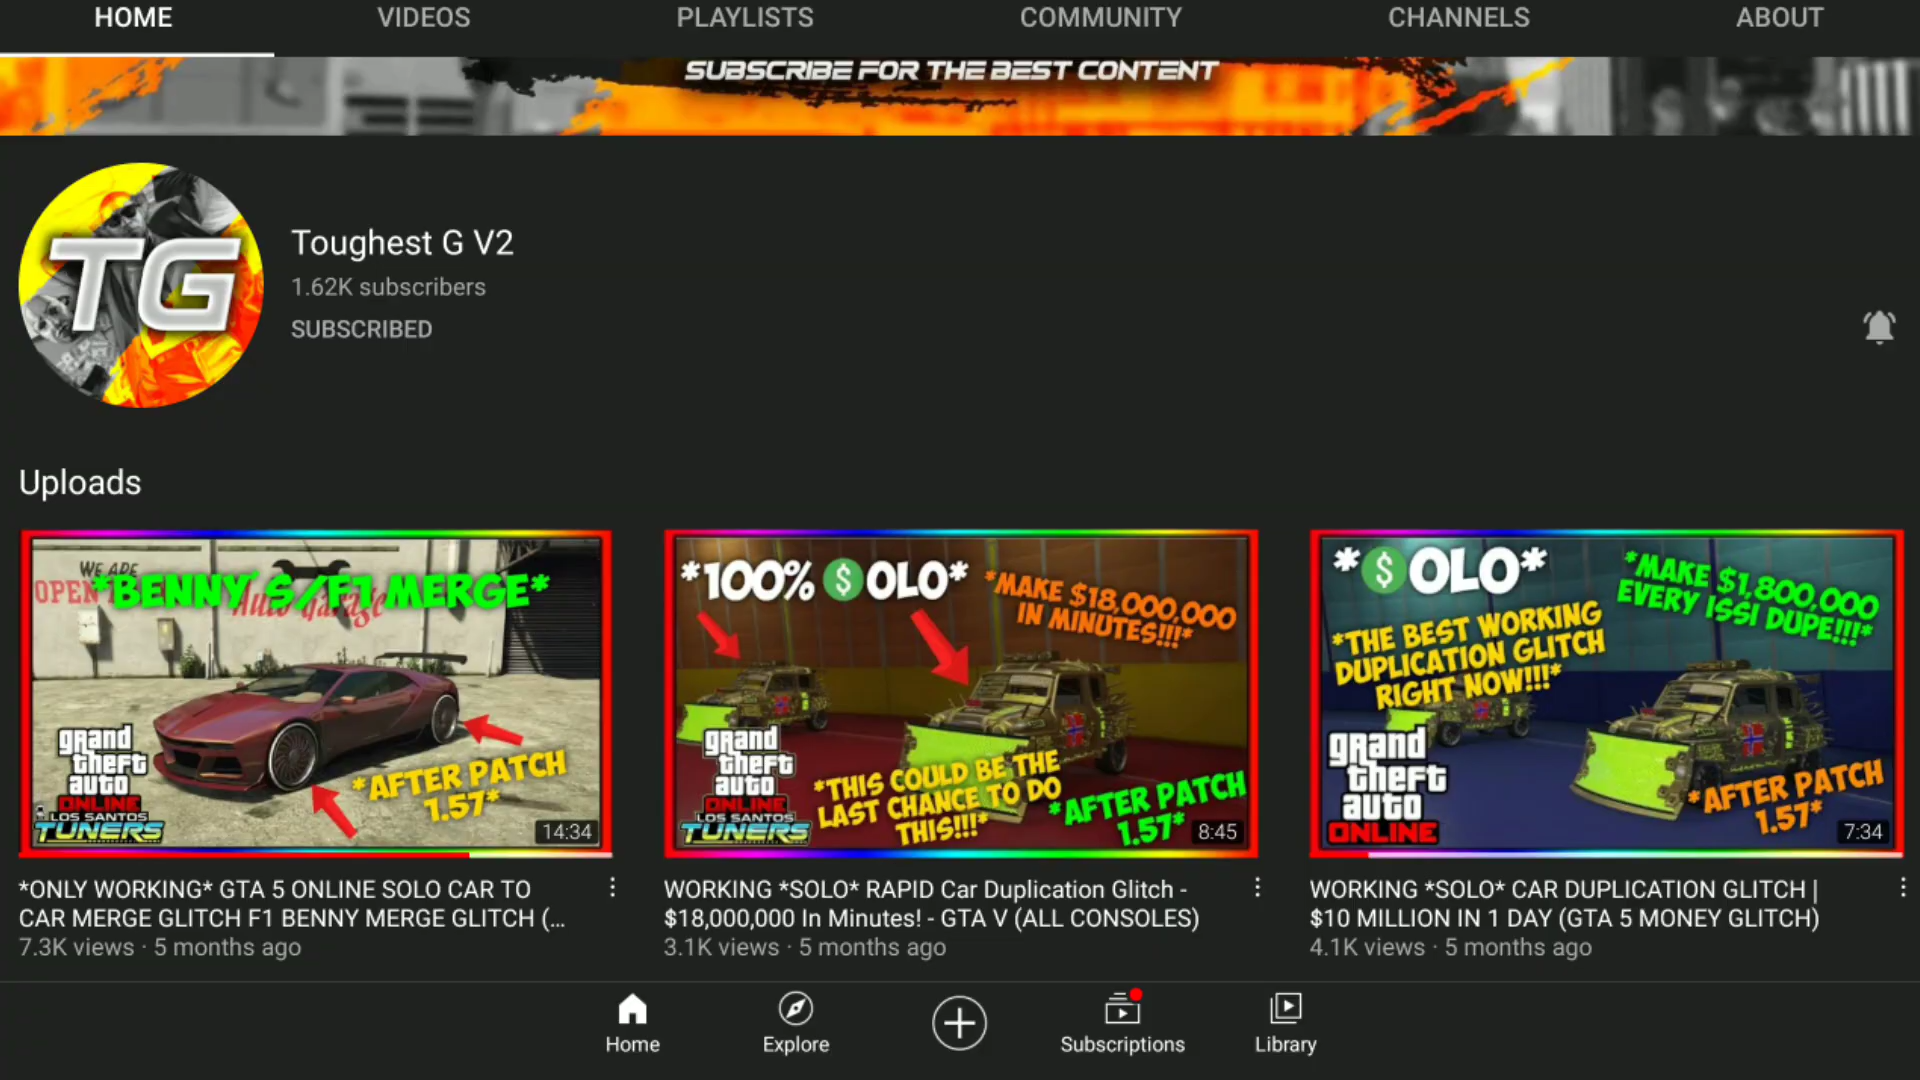 HOME
VIDEOS
PLAYLISTS
COMMUNITY
CHANNELS
ABOUT
SUBSCRIBE FOR THE BEST CONTENT
TG
Toughest G V2
1.62K subscribers
SUBSCRIBED
Uploads
WE ARE
OPEN
Auto Garage
*BENNY'S/F1 MERGE*
*AFTER PATCH
1.57*
grand
theft
auto
ONLINE
LOS SANTOS
TUNERS
14:34
*100% $OLO*
*MAKE $18,000,000
IN MINUTES!!!*
*THIS COULD BE THE
LAST CHANCE TO DO
THIS!!!*
*AFTER PATCH
1.57*
grand
theft
auto
ONLINE
LOS SANTOS
TUNERS
8:45
*$OLO*
*MAKE $1,800,000
EVERY ISSI DUPE!!!*
*THE BEST WORKING
DUPLICATION GLITCH
RIGHT NOW!!!*
*AFTER PATCH
1.57*
grand
theft
auto
ONLINE
7:34
*ONLY WORKING* GTA 5 ONLINE SOLO CAR TO
CAR MERGE GLITCH F1 BENNY MERGE GLITCH (...
7.3K views · 5 months ago
WORKING *SOLO* RAPID Car Duplication Glitch -
$18,000,000 In Minutes! - GTA V (ALL CONSOLES)
3.1K views · 5 months ago
WORKING *SOLO* CAR DUPLICATION GLITCH |
$10 MILLION IN 1 DAY (GTA 5 MONEY GLITCH)
4.1K views · 5 months ago
Home
Explore
Subscriptions
Library